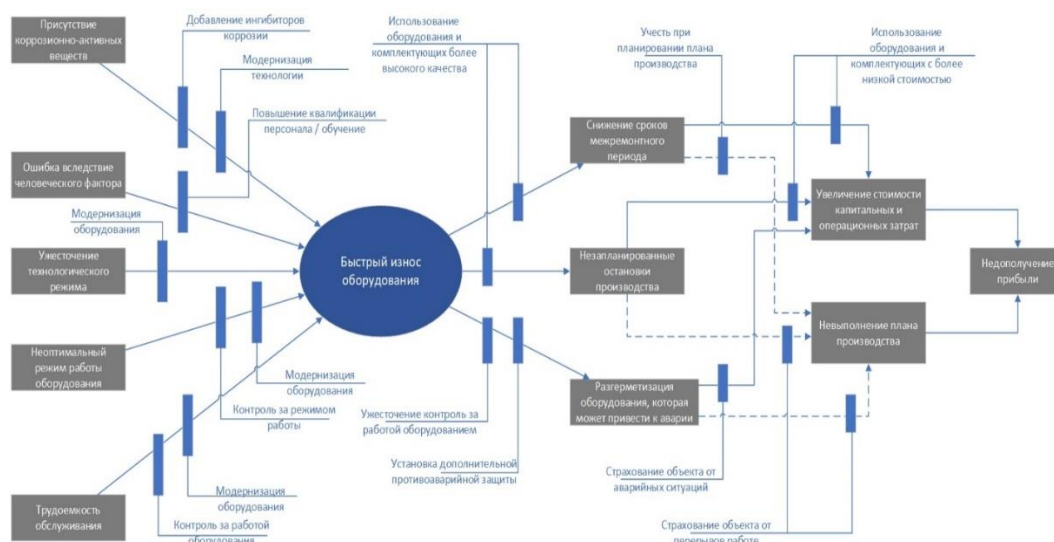 Присутствие
коррозионно-активных
веществ
Добавление ингибиторов
коррозии
Модернизация
технологии
Повышение квалификации
персонала / обучение
Использование
оборудования и
комплектующих более
высокого качества
Учесть при
планировании плана
производства
Использование
оборудования и
комплектующих с более
низкой стоимостью
Ошибка вследствие
человеческого фактора
Модернизация
оборудования
Ужесточение
технологического
режима
Неоптимальный
режим работы
оборудования
Трудоемкость
обслуживания
Быстрый износ
оборудования
Модернизация
оборудования
Контроль за режимом
работы
Модернизация
оборудования
Контроль за работой
оборудования
Ужесточение контроль за
работой оборудованием
Установка дополнительной
противоаварийной защиты
Снижение сроков
межремонтного
периода
Незапланированные
остановки
производства
Разгерметизация
оборудования, которая
может привести к аварии
Страхование объекта от
аварийных ситуаций
Страхование объекта от
перерывов работе
Увеличение стоимости
капитальных и
операционных затрат
Невыполнение плана
производства
Недополучение
прибыли